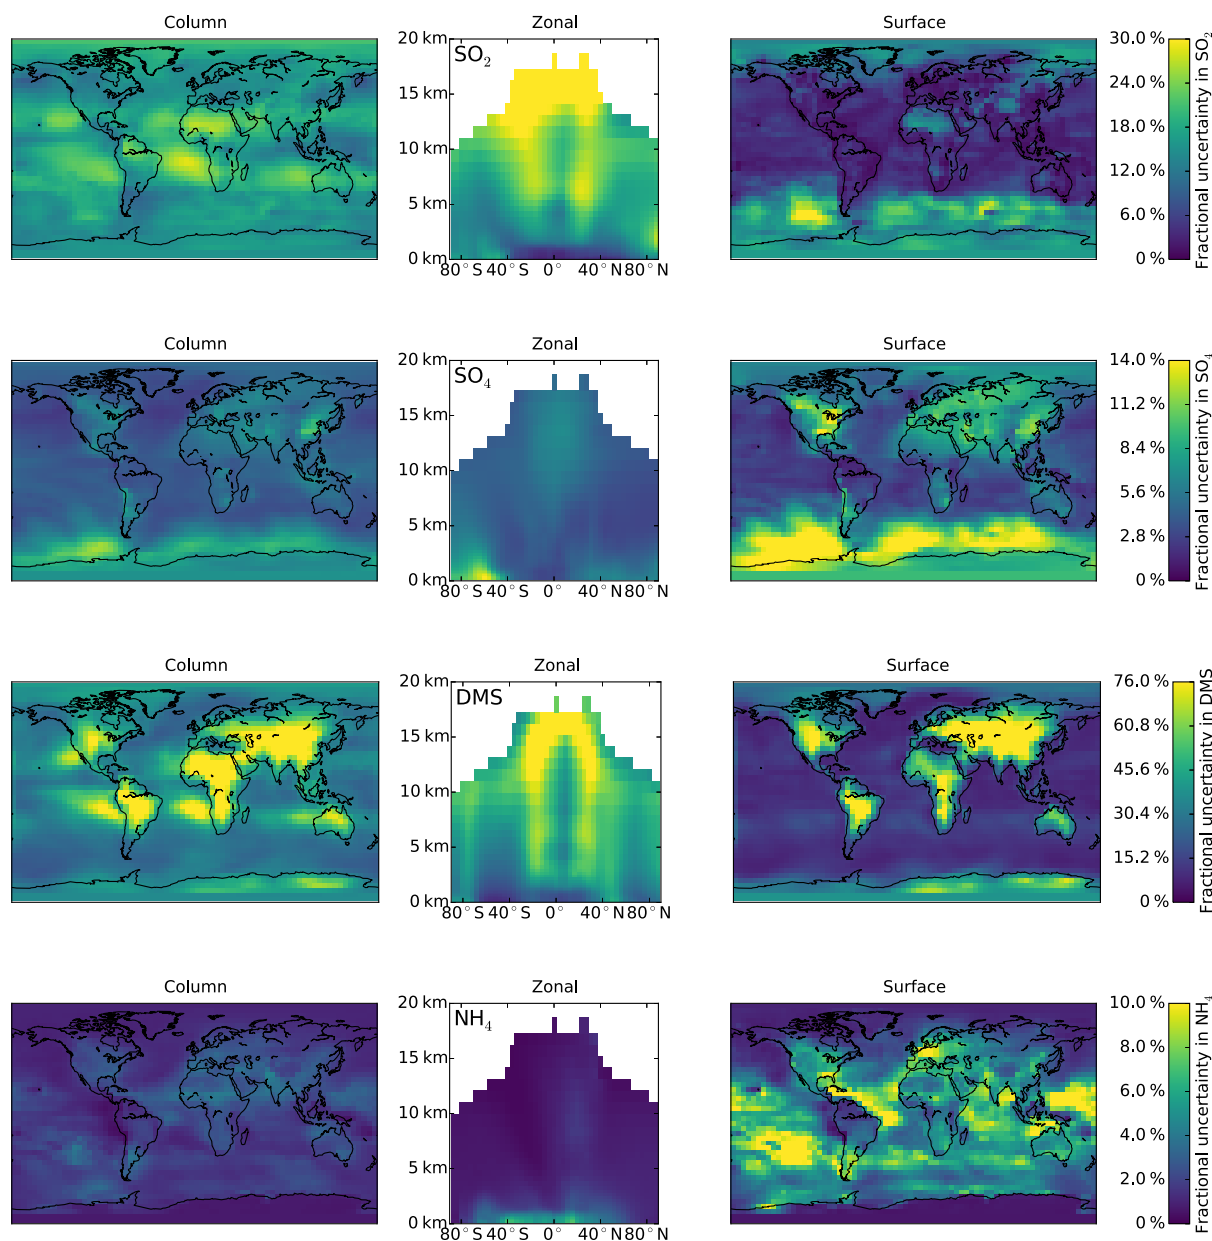 Column
Zonal
Surface
20 km
15 km
10 km
5 km
0 km
SO₂
80°S 40°S 0° 40°N 80°N
30.0 %
24.0 %
18.0 %
12.0 %
6.0 %
0 %
Fractional uncertainty in SO₂
Column
Zonal
Surface
20 km
15 km
10 km
5 km
0 km
SO₄
80°S 40°S 0° 40°N 80°N
14.0 %
11.2 %
8.4 %
5.6 %
2.8 %
0 %
Fractional uncertainty in SO₄
Column
Zonal
Surface
20 km
15 km
10 km
5 km
0 km
DMS
80°S 40°S 0° 40°N 80°N
76.0 %
60.8 %
45.6 %
30.4 %
15.2 %
0 %
Fractional uncertainty in DMS
Column
Zonal
Surface
20 km
15 km
10 km
5 km
0 km
NH₄
80°S 40°S 0° 40°N 80°N
10.0 %
8.0 %
6.0 %
4.0 %
2.0 %
0 %
Fractional uncertainty in NH₄